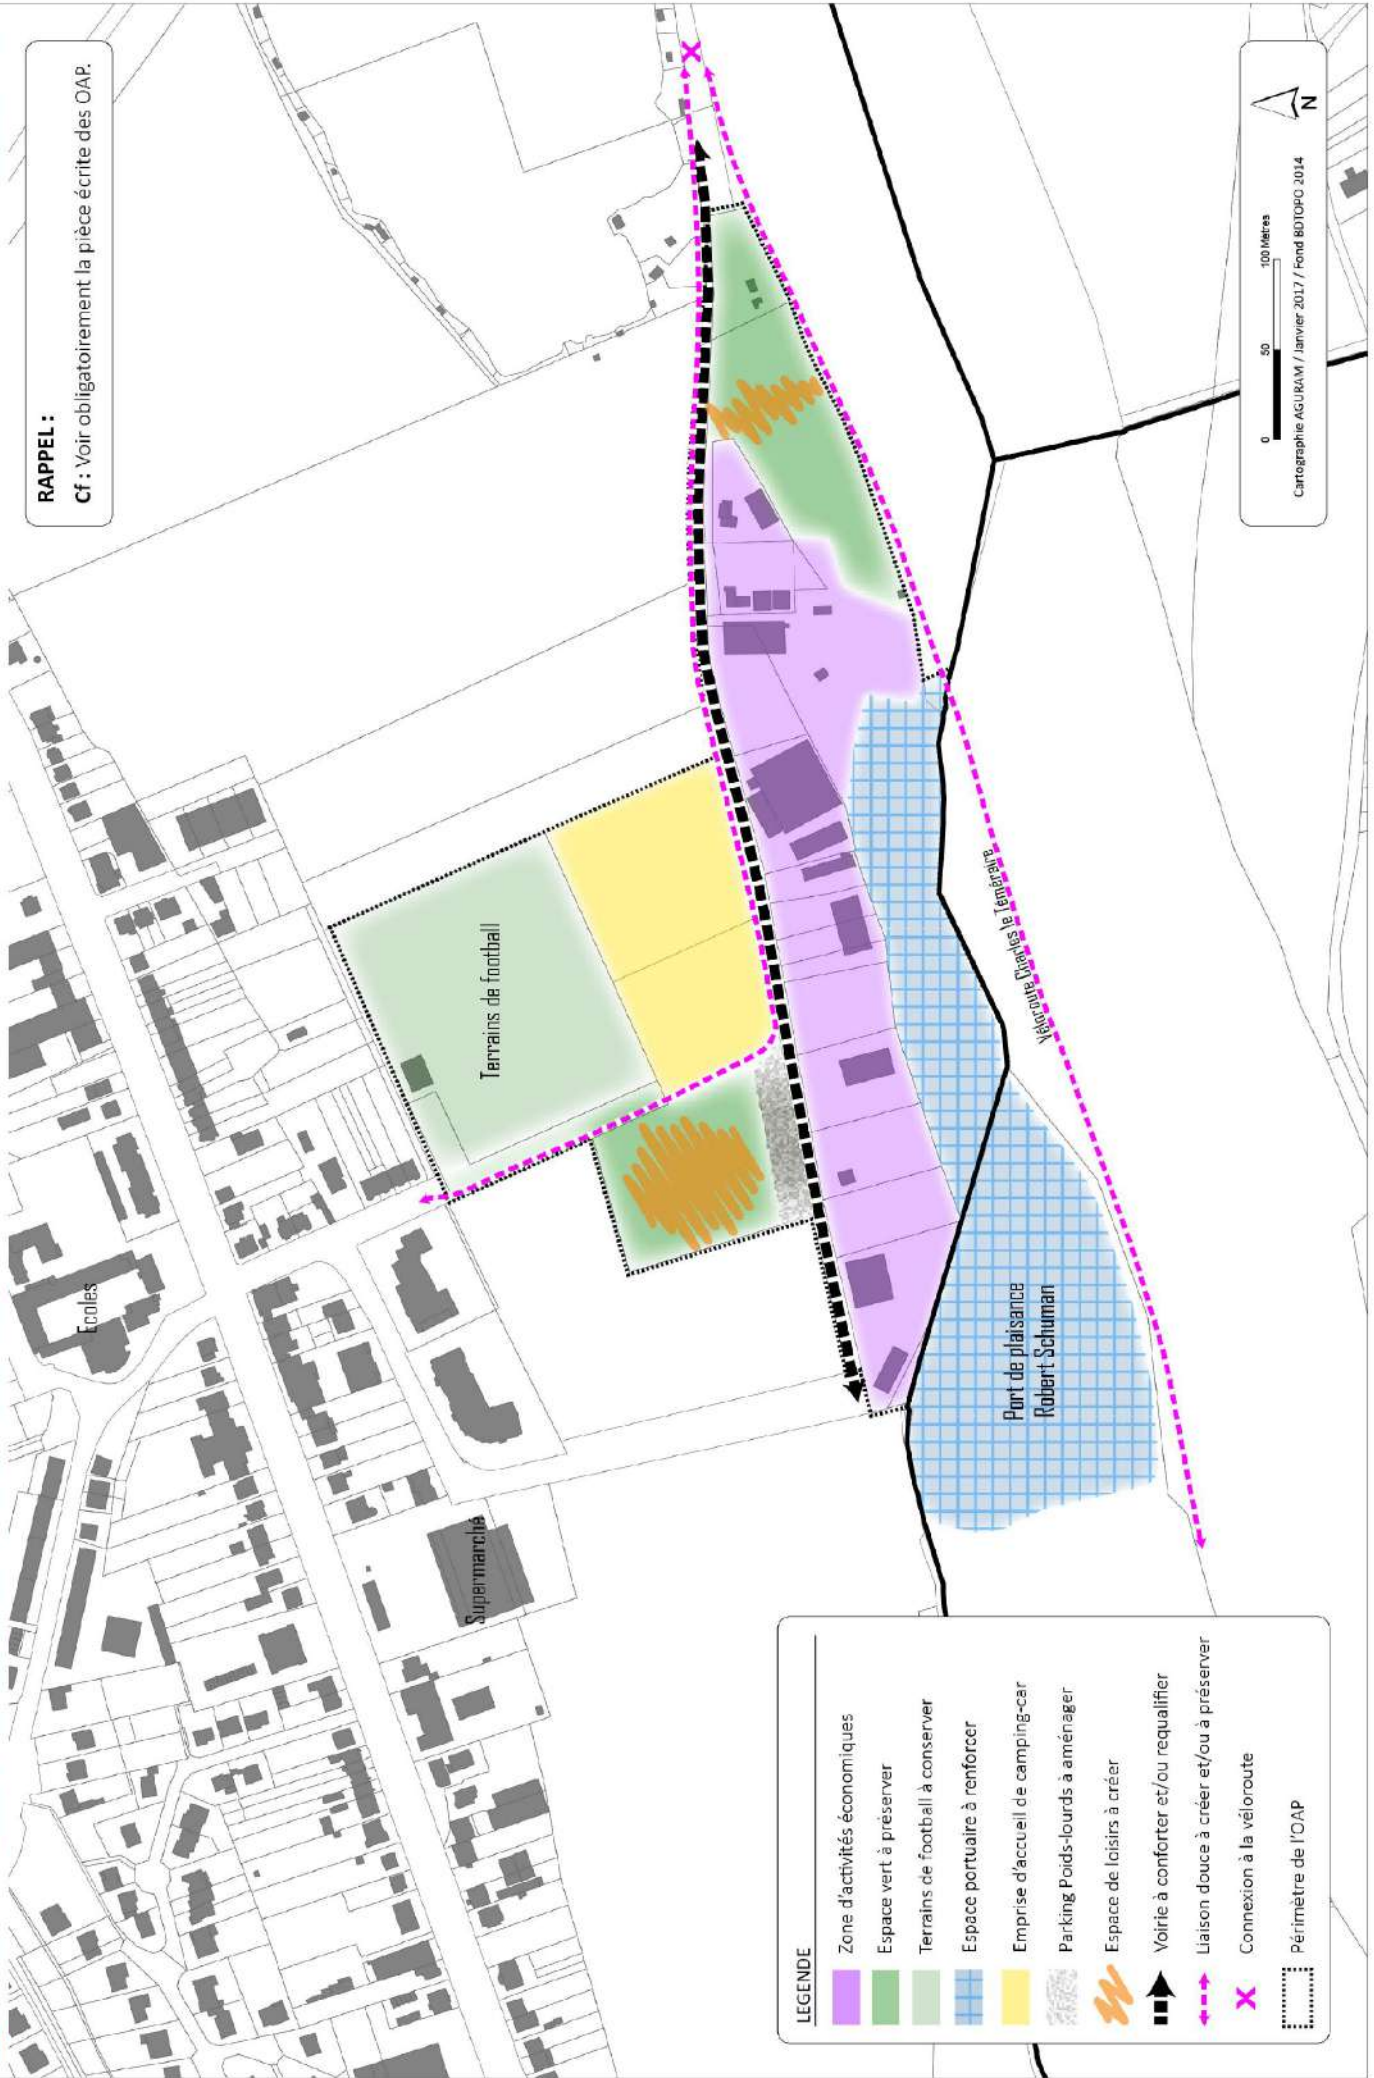 RAPPEL :
Cf : Voir obligatoirement la pièce écrite des OAP.
Ecoles
Supermarché
Terrains de football
Port de plaisance
Robert Schuman
Véloroute Charles le Téméraire
LEGENDE
Zone d'activités économiques
Espace vert à préserver
Terrains de football à conserver
Espace portuaire à renforcer
Emprise d'accueil de camping-car
Parking Poids-lourds à aménager
Espace de loisirs à créer
Voirie à conforter et/ou requalifier
Liaison douce à créer et/ou à préserver
Connexion à la véloroute
Périmètre de l'OAP
N
0 50 100 Mètres
Cartographie AGURAM / Janvier 2017 / Fond BDTOPO 2014